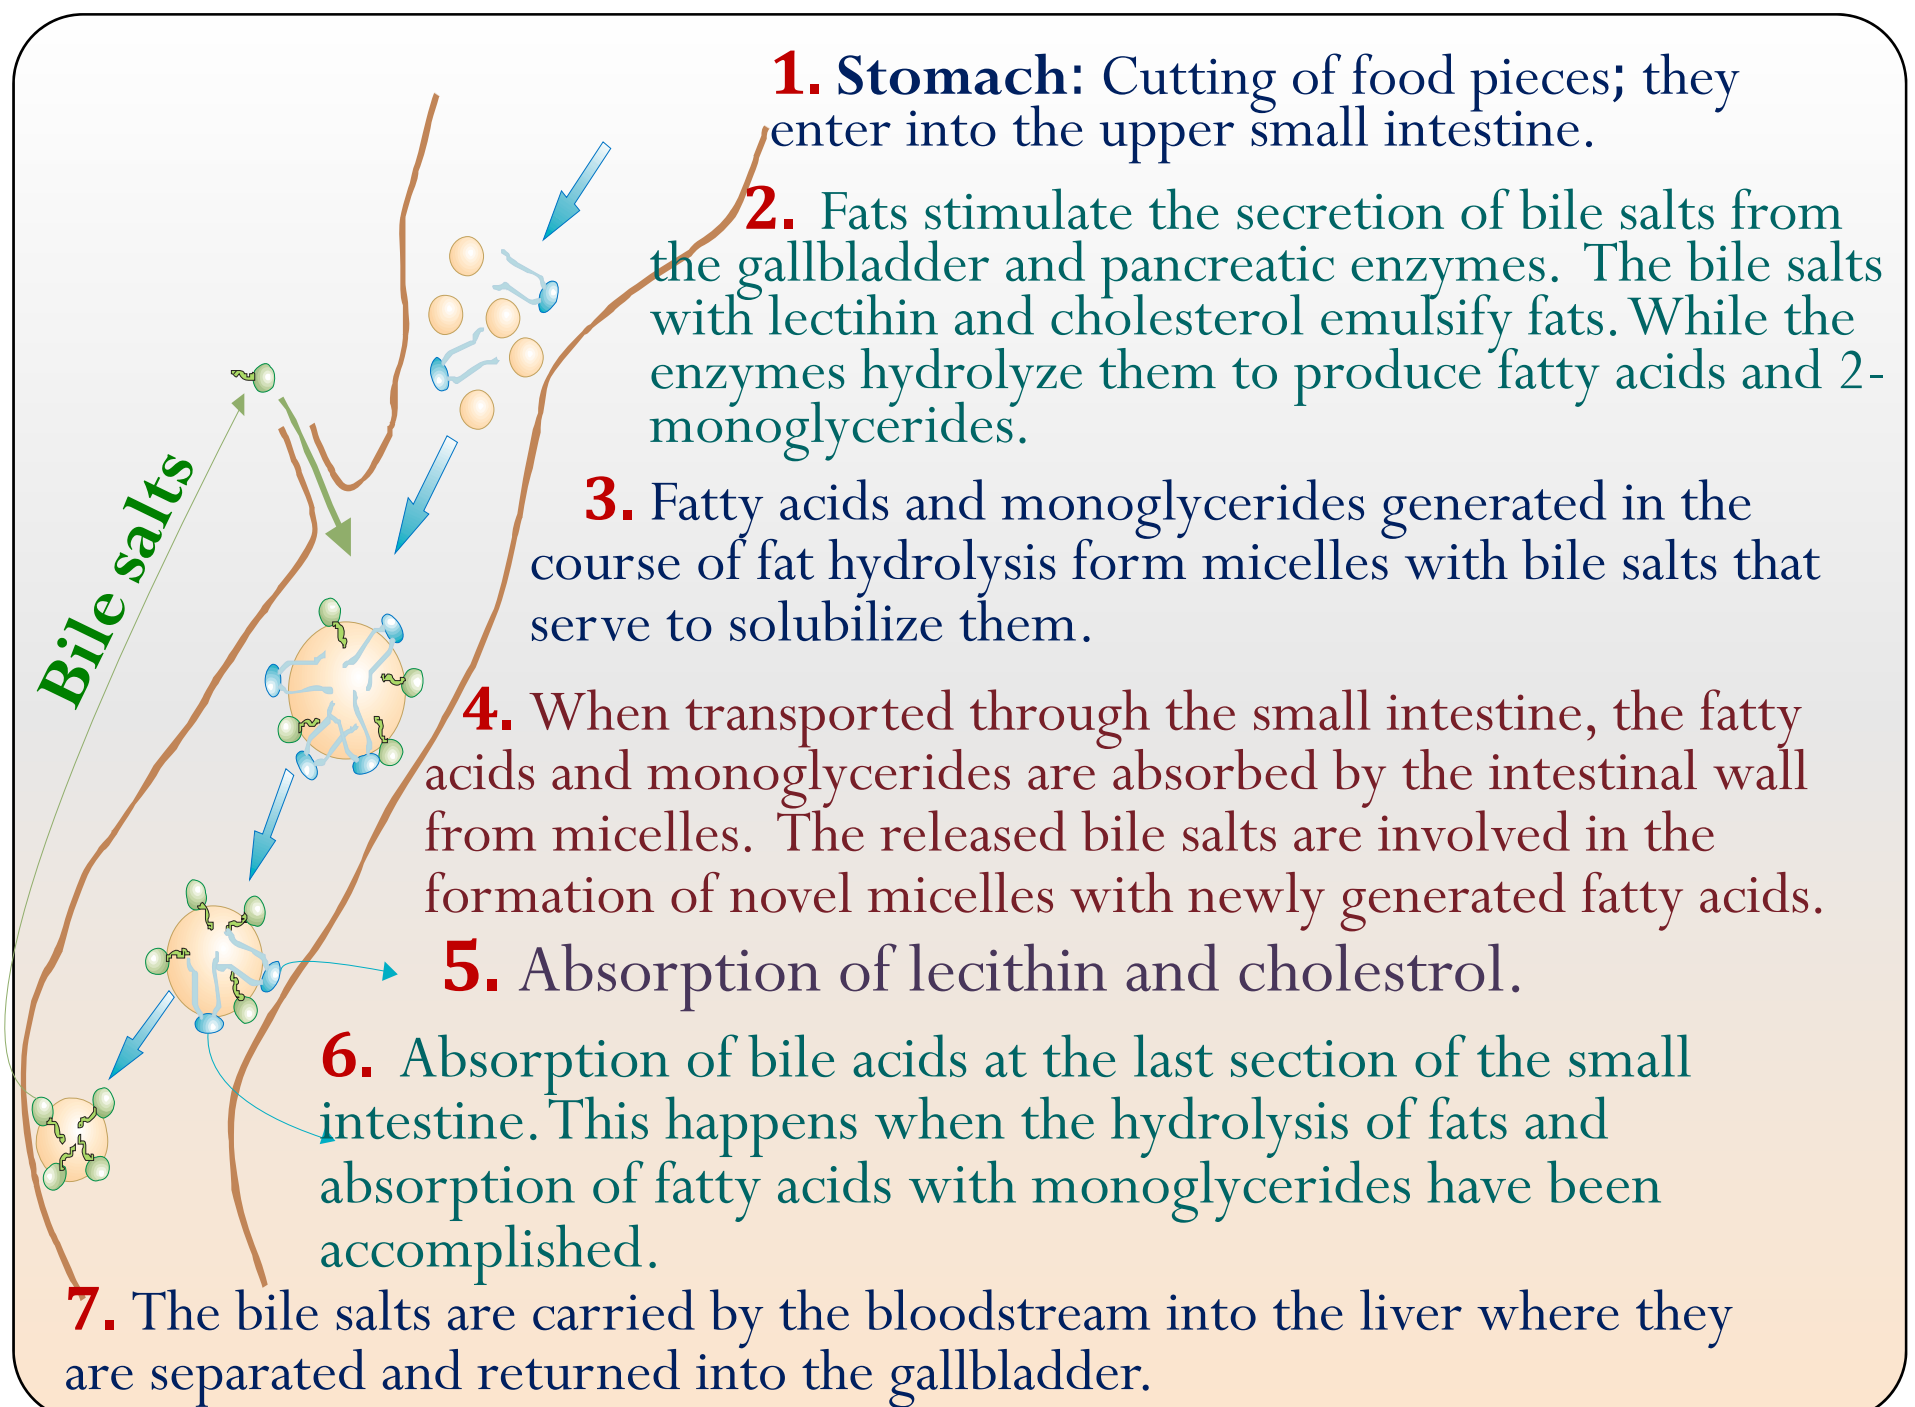 1. Stomach: Cutting of food pieces; they
enter into the upper small intestine.
2. Fats stimulate the secretion of bile salts from
the gallbladder and pancreatic enzymes. The bile salts
with lectihin and cholesterol emulsify fats. While the
enzymes hydrolyze them to produce fatty acids and 2-
monoglycerides.
Bile salts
3. Fatty acids and monoglycerides generated in the
course of fat hydrolysis form micelles with bile salts that
serve to solubilize them.
4. When transported through the small intestine, the fatty
acids and monoglycerides are absorbed by the intestinal wall
from micelles. The released bile salts are involved in the
formation of novel micelles with newly generated fatty acids.
5. Absorption of lecithin and cholestrol.
6. Absorption of bile acids at the last section of the small
intestine. This happens when the hydrolysis of fats and
absorption of fatty acids with monoglycerides have been
accomplished.
7. The bile salts are carried by the bloodstream into the liver where they
are separated and returned into the gallbladder.